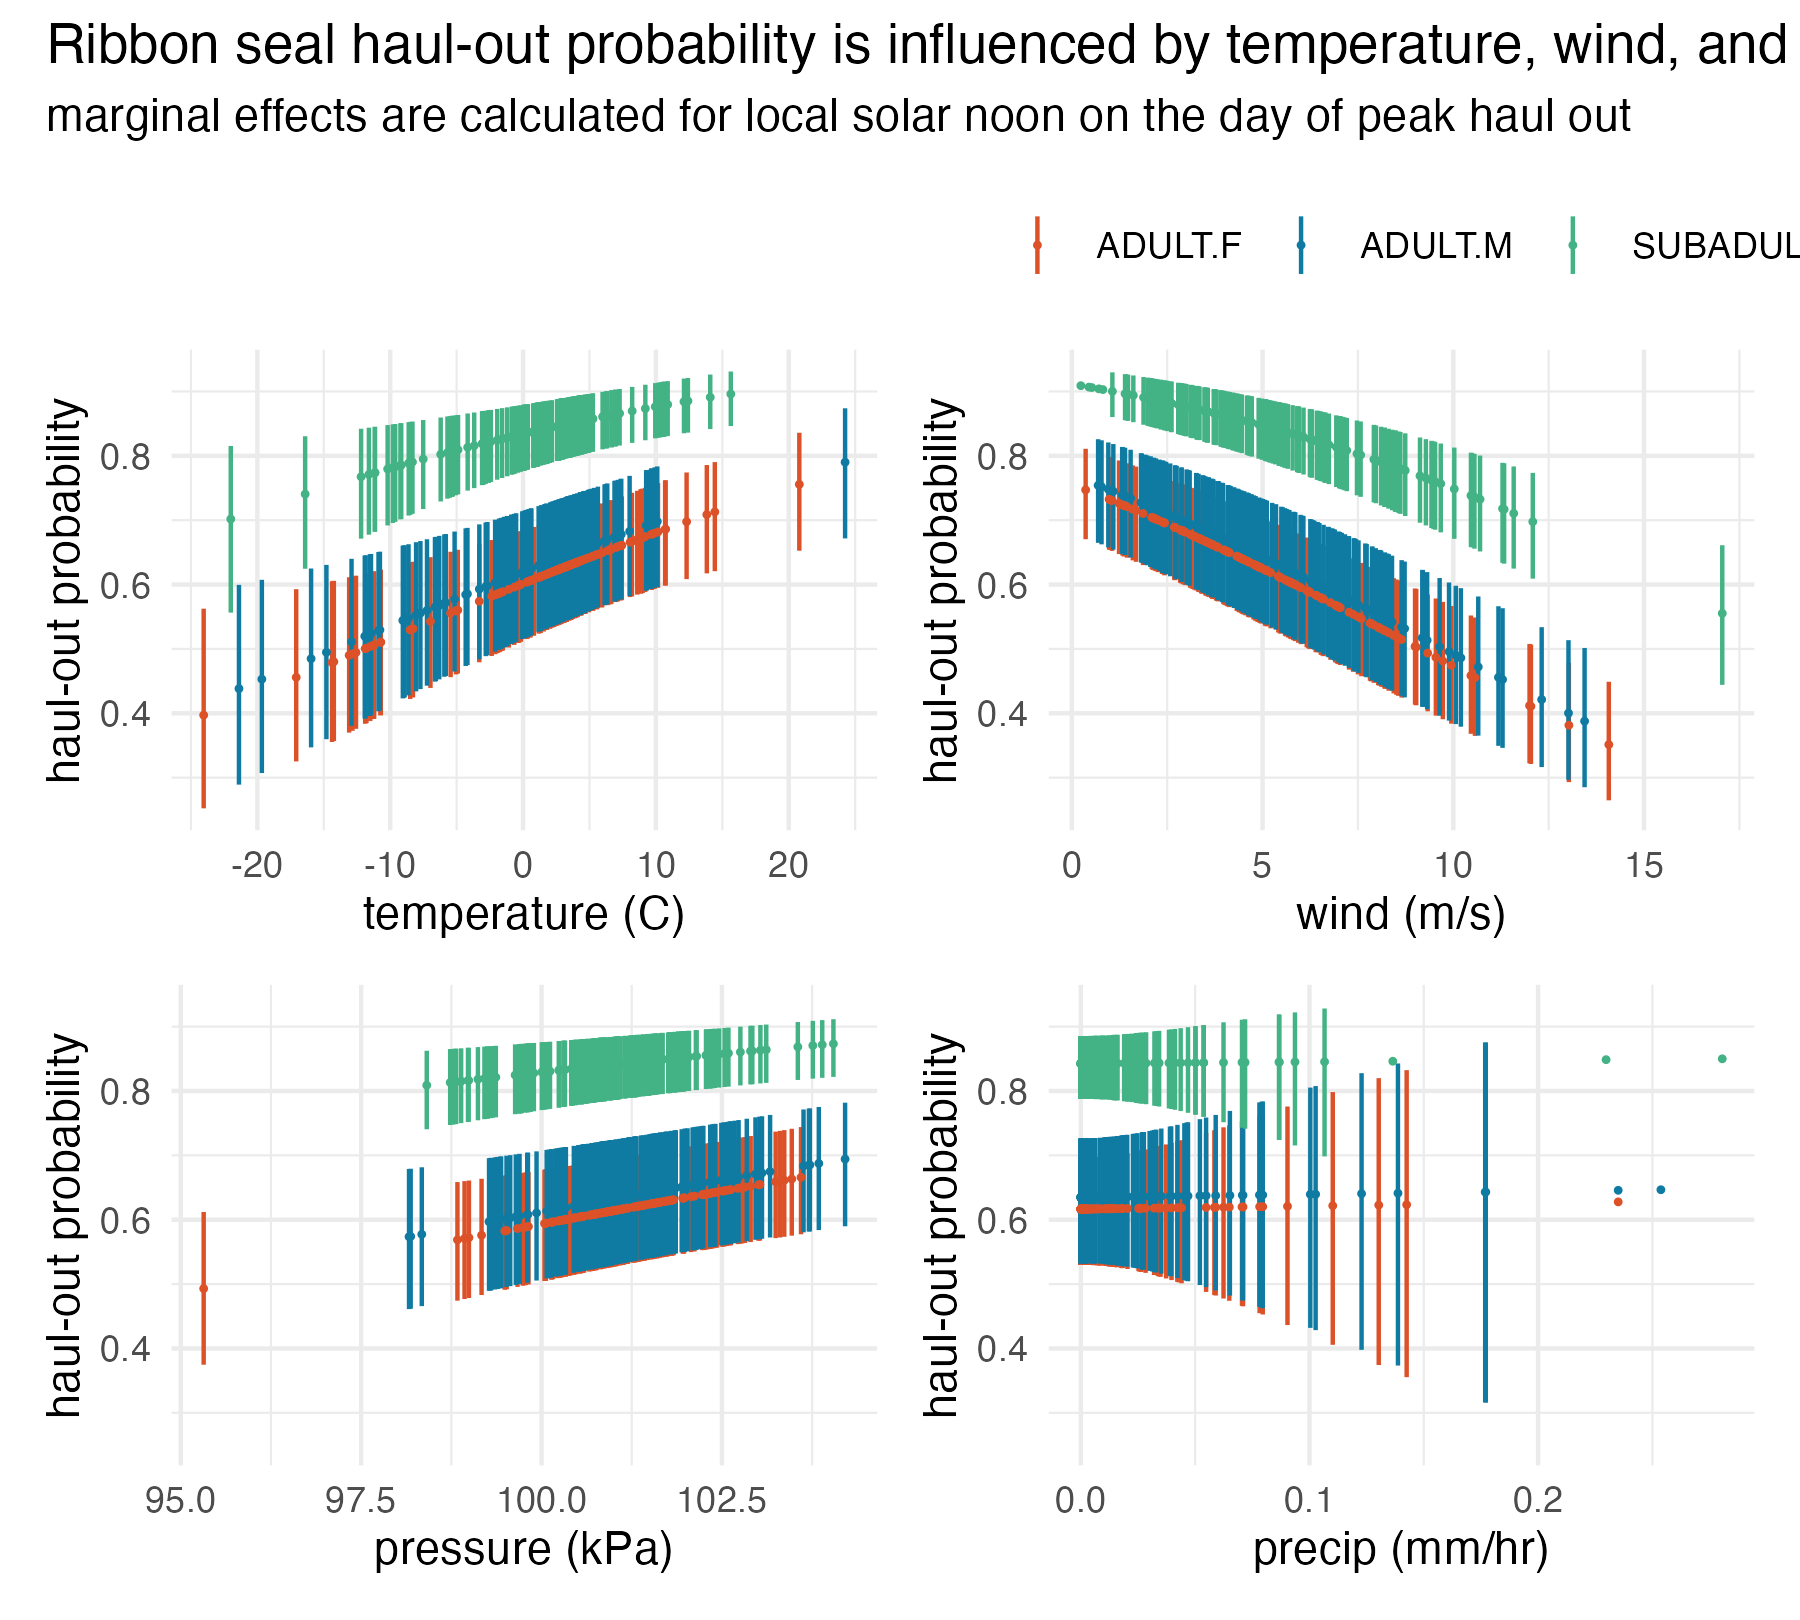 Ribbon seal haul-out probability is influenced by temperature, wind, and
marginal effects are calculated for local solar noon on the day of peak haul out
ADULT.F ADULT.M SUBADUL
haul-out probability
0.8
0.6
0.4
-20 -10 0 10 20
temperature (C)
haul-out probability
0.8
0.6
0.4
0 5 10 15
wind (m/s)
haul-out probability
0.8
0.6
0.4
95.0 97.5 100.0 102.5
pressure (kPa)
haul-out probability
0.8
0.6
0.4
0.0 0.1 0.2
precip (mm/hr)